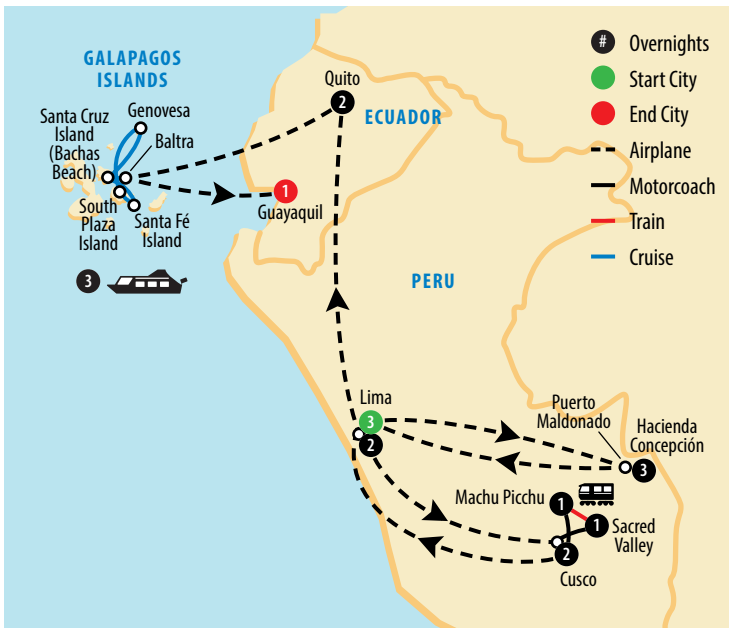 GALAPAGOS
ISLANDS
Santa Cruz
Island
(Bachas
Beach)
Genovesa
Baltra
South
Plaza
Island
Santa Fé
Island
3
Quito
2
ECUADOR
1
Guayaquil
PERU
# Overnights
Start City
End City
Airplane
Motorcoach
Train
Cruise
Lima
3
2
Puerto
Maldonado
Hacienda
Concepción
3
Machu Picchu
1
1
Sacred
Valley
2
Cusco